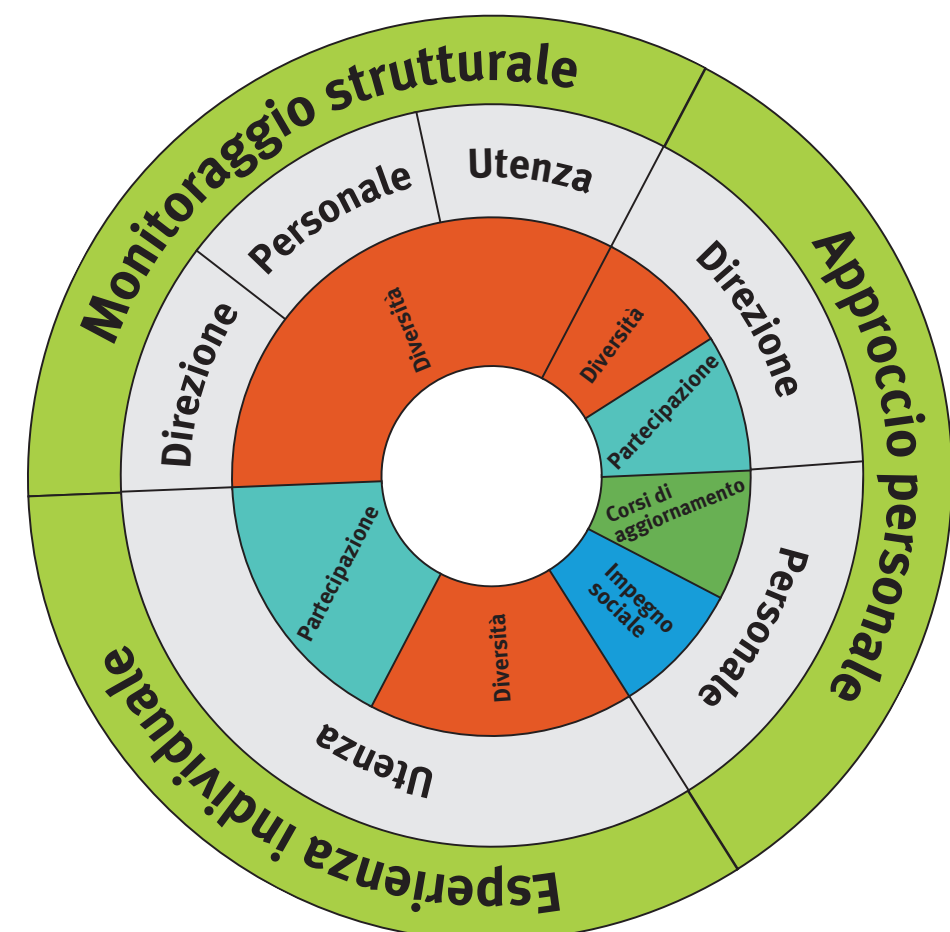 Monitoraggio strutturale
Approccio personale
Esperienza individuale
Direzione
Personale
Utenza
Direzione
Personale
Utenza
Diversità
Diversità
Partecipazione
Corsi di
aggiornamento
Impegno
sociale
Diversità
Partecipazione